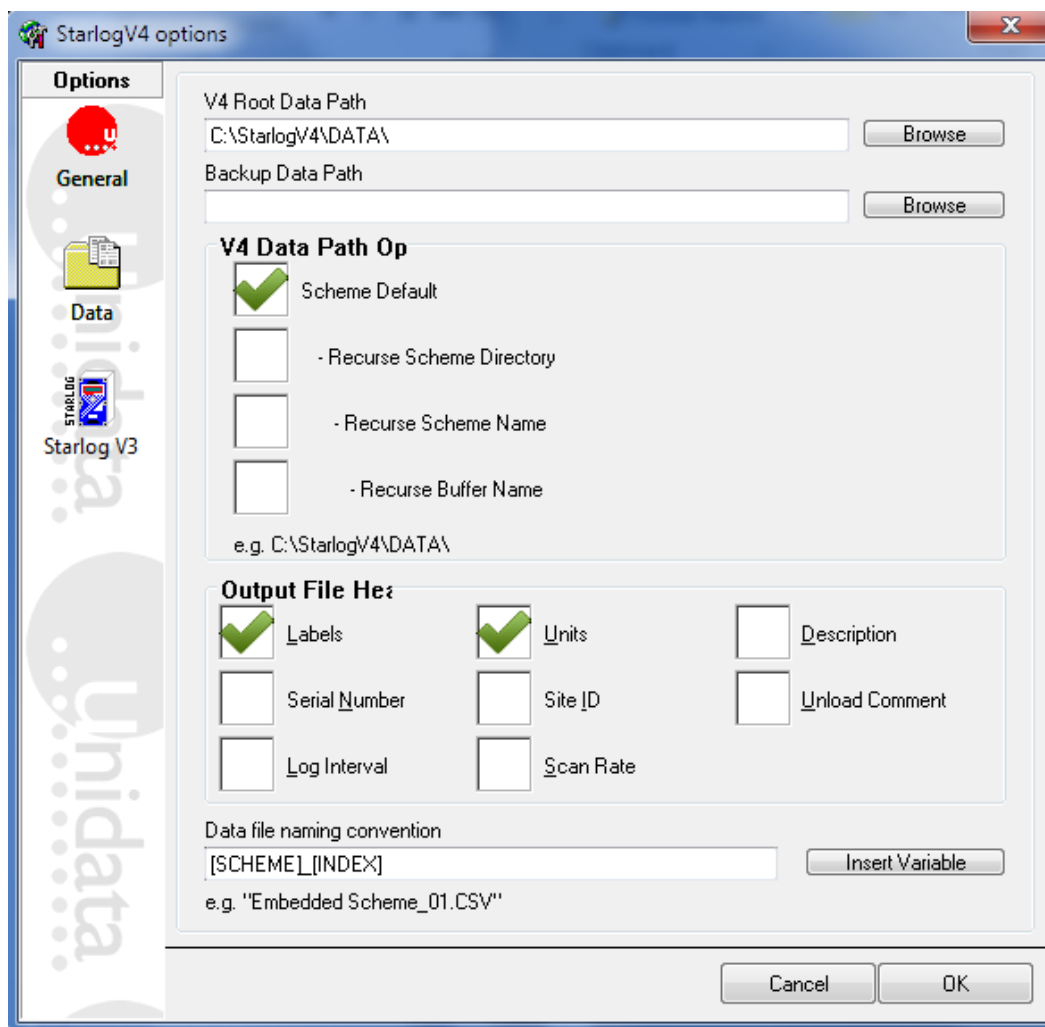 StarlogV4 options
Options
General
Data
STARLOG
Starlog V3
Unidata
Unidata
V4 Root Data Path
C:\StarlogV4\DATA\
Browse
Backup Data Path
Browse
V4 Data Path Op
Scheme Default
- Recurse Scheme Directory
- Recurse Scheme Name
- Recurse Buffer Name
e.g. C:\StarlogV4\DATA\
Output File Hea
Labels Units Description
Serial Number Site ID Unload Comment
Log Interval Scan Rate
Data file naming convention
[SCHEME]_[INDEX]
Insert Variable
e.g. "Embedded Scheme_01.CSV"
Cancel OK